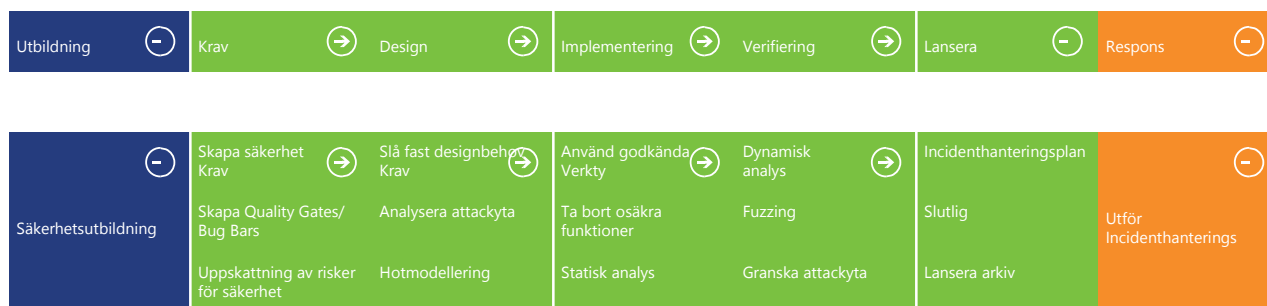 Utbildning
Krav
Design
Implementering
Verifiering
Lansera
Respons
Säkerhetsutbildning
Skapa säkerhet
Krav
Skapa Quality Gates/
Bug Bars
Uppskattning av risker
för säkerhet
Slå fast designbehov
Krav
Analysera attackyta
Hotmodellering
Använd godkända
Verkty
Ta bort osäkra
funktioner
Statisk analys
Dynamisk
analys
Fuzzing
Granska attackyta
Incidenthanteringsplan
Slutlig
Lansera arkiv
Utför
Incidenthanterings